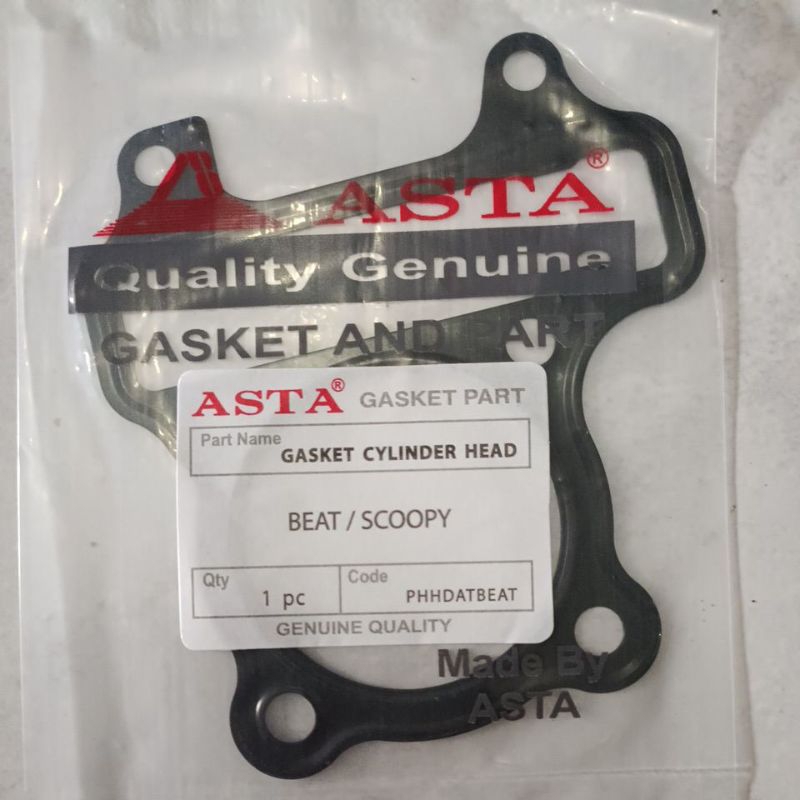 ASTA®
Quality Genuine
GASKET AND PART
ASTA® GASKET PART
Part Name
GASKET CYLINDER HEAD
BEAT / SCOOPY
Qty
1 pc
Code
PHHDATBEAT
GENUINE QUALITY
Made By
ASTA